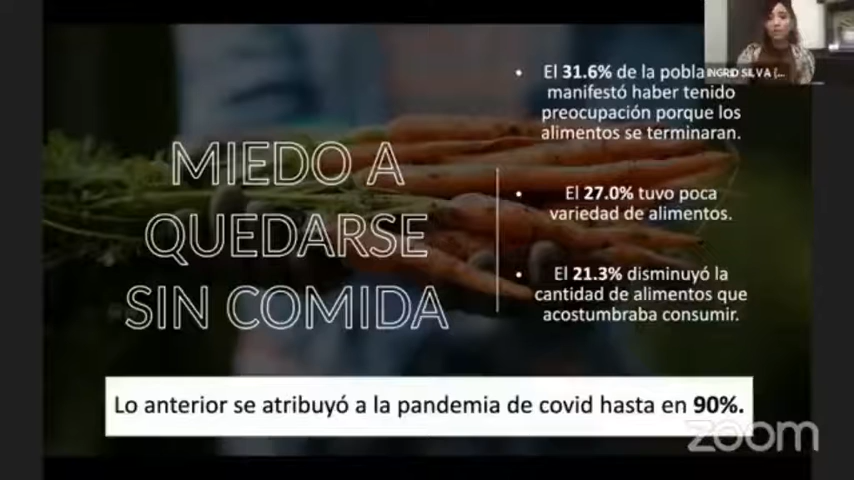 MIEDO A
QUEDARSE
SIN COMIDA
• El 31.6% de la pobla
manifestó haber tenido
preocupación porque los
alimentos se terminaran.
• El 27.0% tuvo poca
variedad de alimentos.
• El 21.3% disminuyó la
cantidad de alimentos que
acostumbraba consumir.
Lo anterior se atribuyó a la pandemia de covid hasta en 90%.
INGRID SILVA (...
zoom